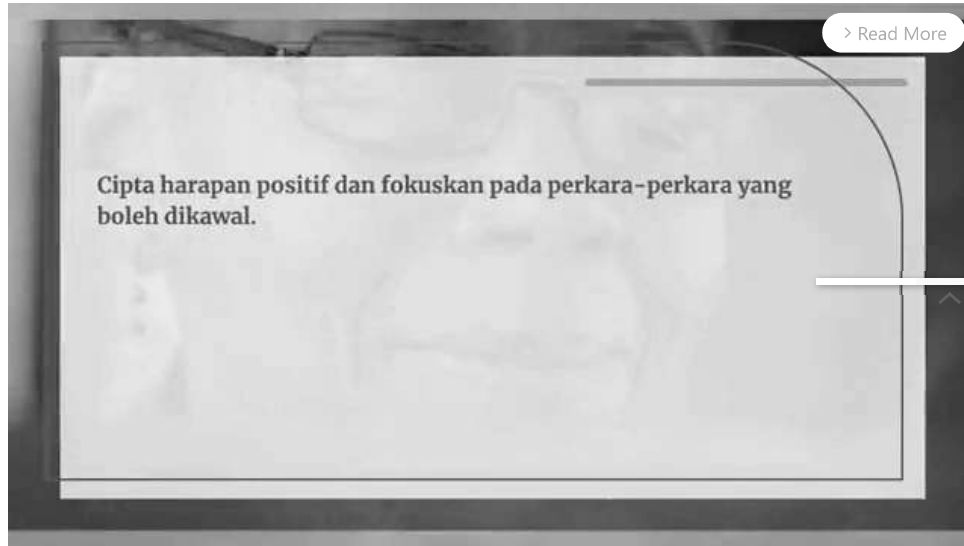 Read More
Cipta harapan positif dan fokuskan pada perkara-perkara yang
boleh dikawal.